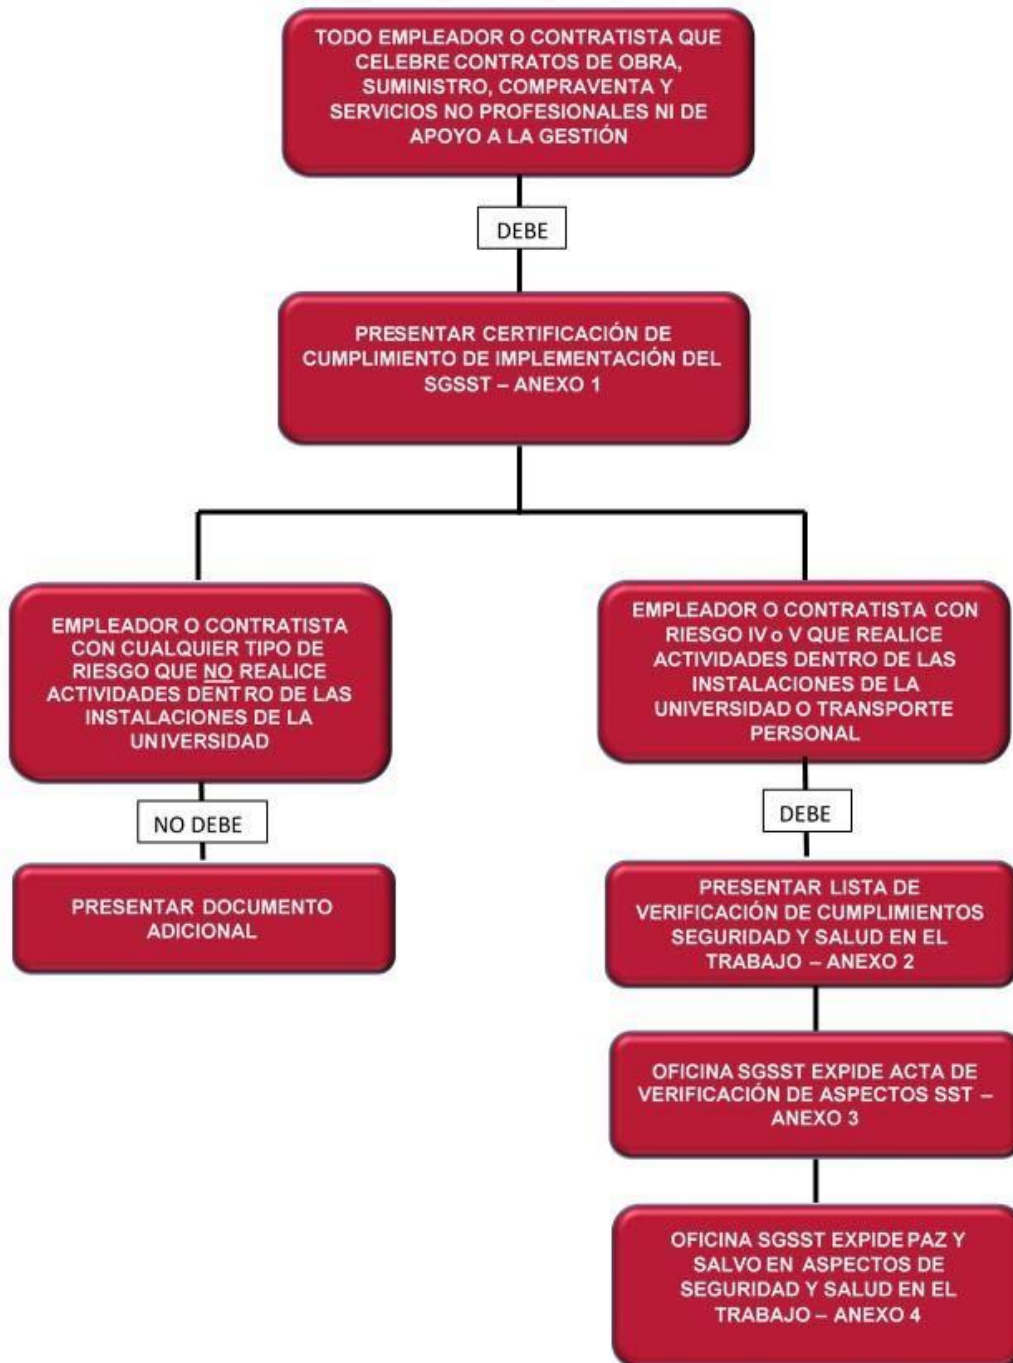 TODO EMPLEADOR O CONTRATISTA QUE
CELEBRE CONTRATOS DE OBRA,
SUMINISTRO, COMPRAVENTA Y
SERVICIOS NO PROFESIONALES NI DE
APOYO A LA GESTIÓN
DEBE
PRESENTAR CERTIFICACIÓN DE
CUMPLIMIENTO DE IMPLEMENTACIÓN DEL
SGSST – ANEXO 1
EMPLEADOR O CONTRATISTA
CON CUALQUIER TIPO DE
RIESGO QUE NO REALICE
ACTIVIDADES DENTRO DE LAS
INSTALACIONES DE LA
UNIVERSIDAD
NO DEBE
PRESENTAR DOCUMENTO
ADICIONAL
EMPLEADOR O CONTRATISTA CON
RIESGO IV o V QUE REALICE
ACTIVIDADES DENTRO DE LAS
INSTALACIONES DE LA
UNIVERSIDAD O TRANSPORTE
PERSONAL
DEBE
PRESENTAR LISTA DE
VERIFICACIÓN DE CUMPLIMIENTOS
SEGURIDAD Y SALUD EN EL
TRABAJO – ANEXO 2
OFICINA SGSST EXPIDE ACTA DE
VERIFICACIÓN DE ASPECTOS SST –
ANEXO 3
OFICINA SGSST EXPIDE PAZ Y
SALVO EN ASPECTOS DE
SEGURIDAD Y SALUD EN EL
TRABAJO – ANEXO 4